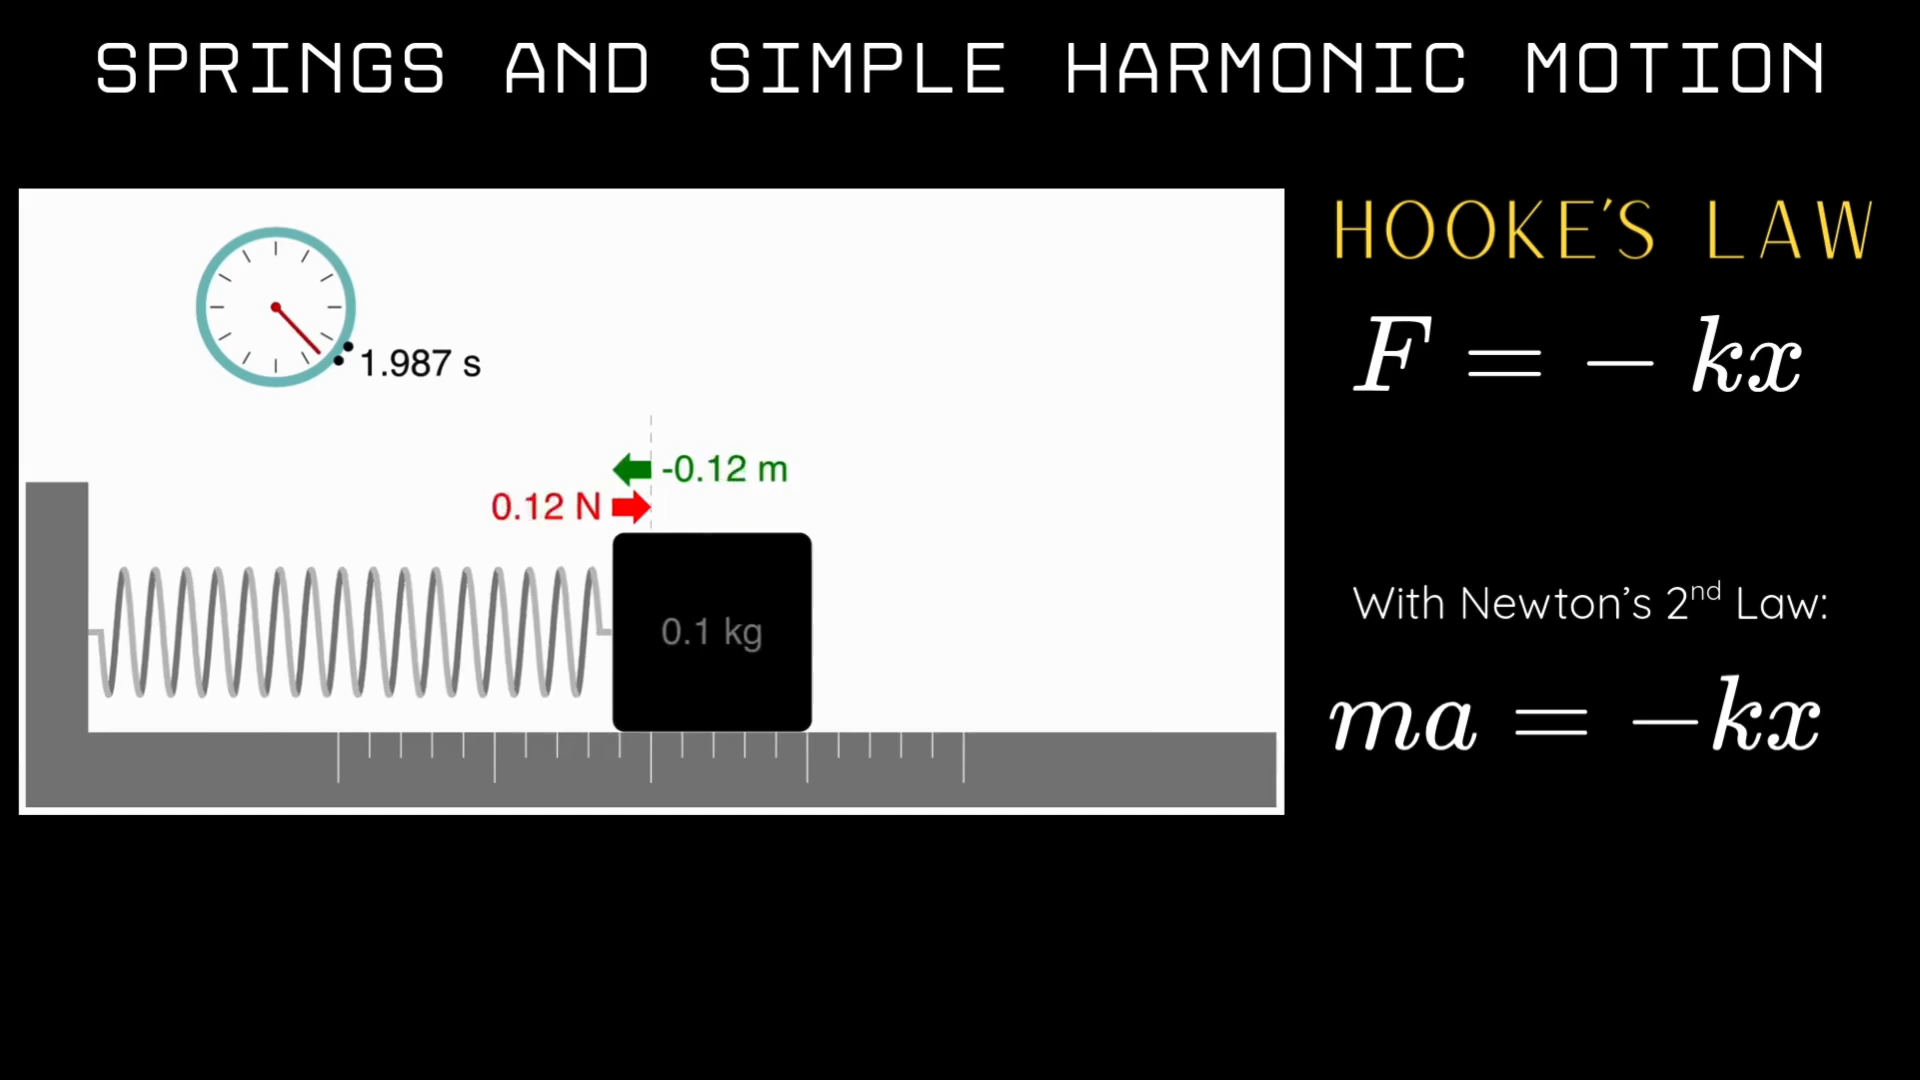 SPRINGS AND SIMPLE HARMONIC MOTION
1.987 s
-0.12 m
0.12 N
0.1 kg
HOOKE'S LAW
F = − kx
With Newton's 2nd Law:
ma = −kx